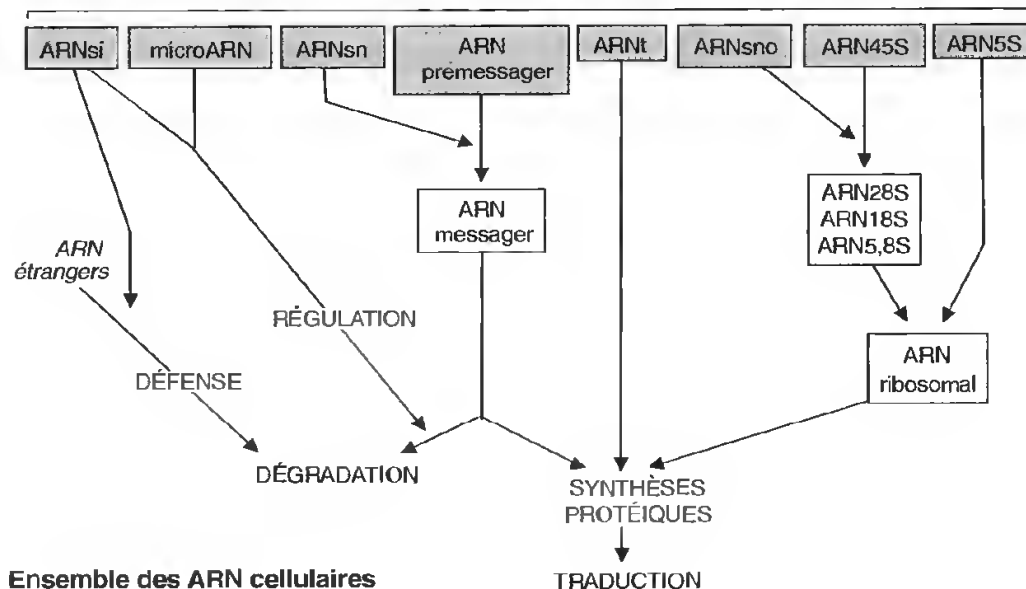 ARNsi
microARN
ARNsn
ARN
premessager
ARNt
ARNsno
ARN45S
ARN5S
ARN
messager
ARN28S
ARN18S
ARN5,8S
ARN
étrangers
RÉGULATION
DÉFENSE
ARN
ribosomal
DÉGRADATION
SYNTHÈSES
PROTÉIQUES
Ensemble des ARN cellulaires
TRADUCTION